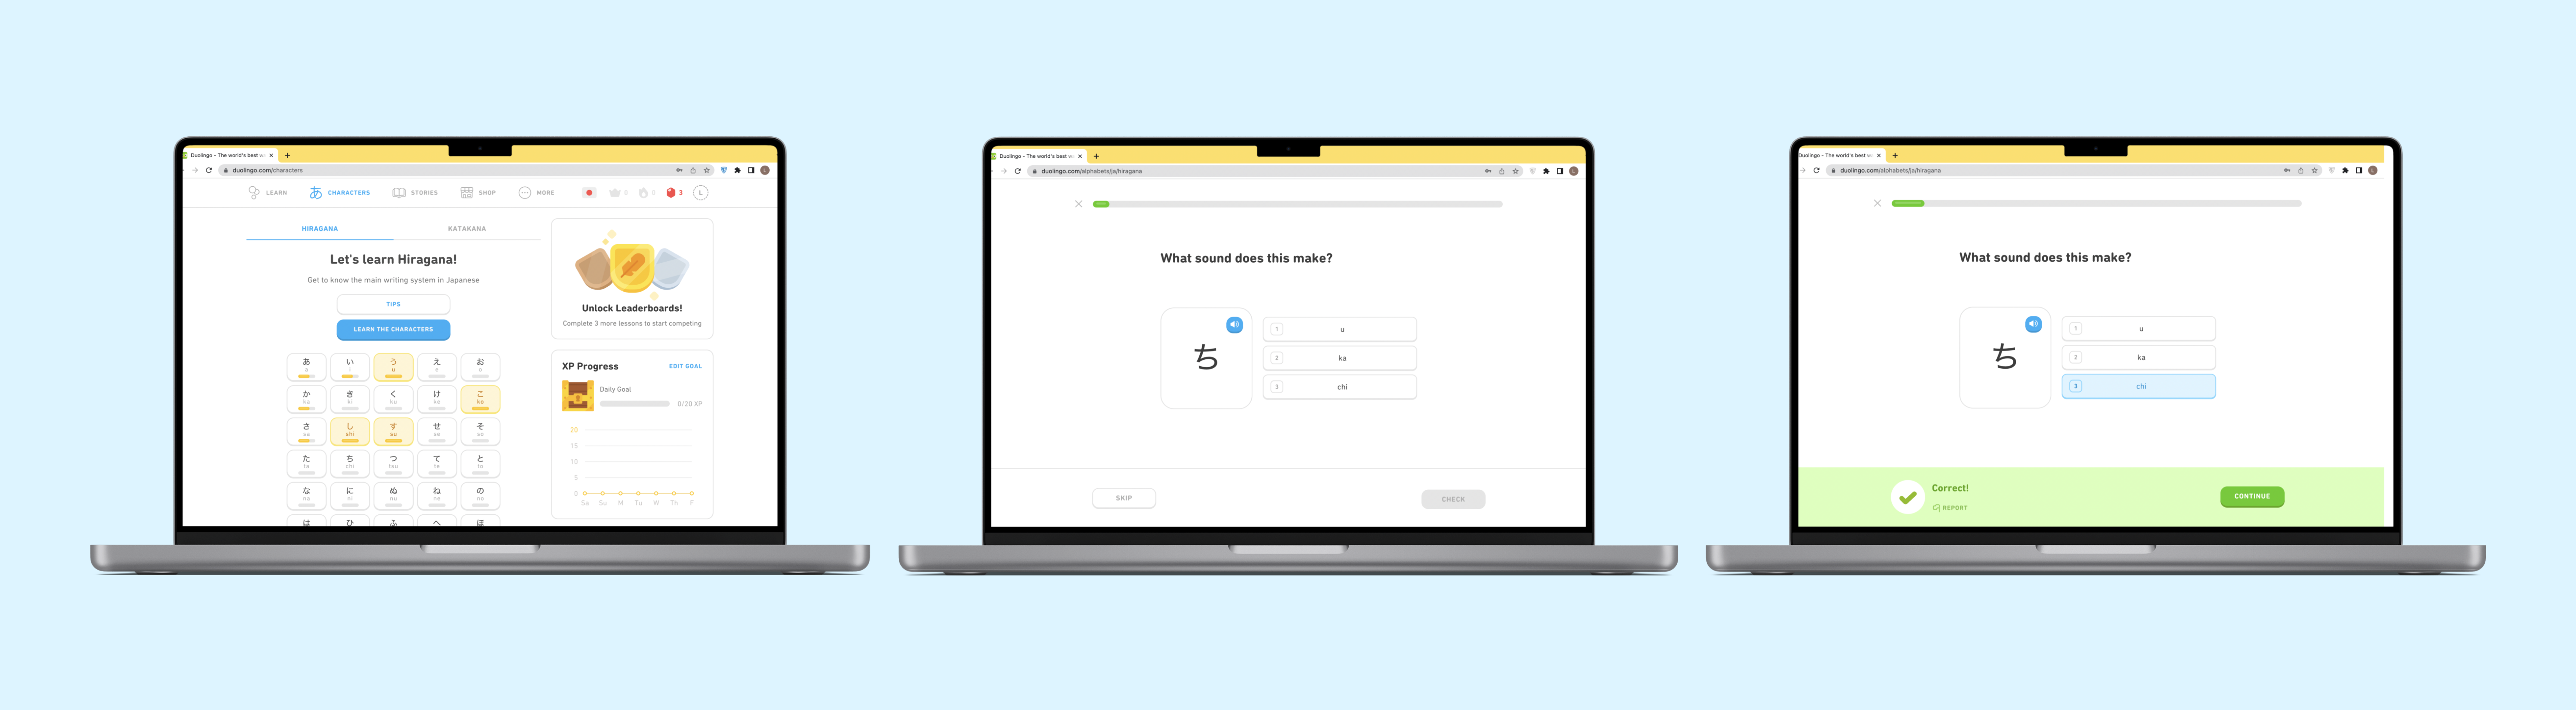 Duolingo - The world's best w
duolingo.com/characters
LEARN
CHARACTERS
STORIES
SHOP
MORE
0
0
3
L
HIRAGANA
KATAKANA
Let's learn Hiragana!
Get to know the main writing system in Japanese
TIPS
LEARN THE CHARACTERS
あ い う え お
a i u e o
か き く け こ
ka ki ku ke ko
さ し す せ そ
sa shi su se so
た ち つ て と
ta chi tsu te to
な に ぬ ね の
na ni nu ne no
は ひ ふ へ ほ
Unlock Leaderboards!
Complete 3 more lessons to start competing
XP Progress
EDIT GOAL
Daily Goal
0/20 XP
20
15
10
5
0
Sa Su M Tu W Th F
Duolingo - The world's best w
duolingo.com/alphabets/ja/hiragana
L
What sound does this make?
ち
1 u
2 ka
3 chi
SKIP
CHECK
Duolingo - The world's best w
duolingo.com/alphabets/ja/hiragana
L
What sound does this make?
ち
1 u
2 ka
3 chi
Correct!
REPORT
CONTINUE